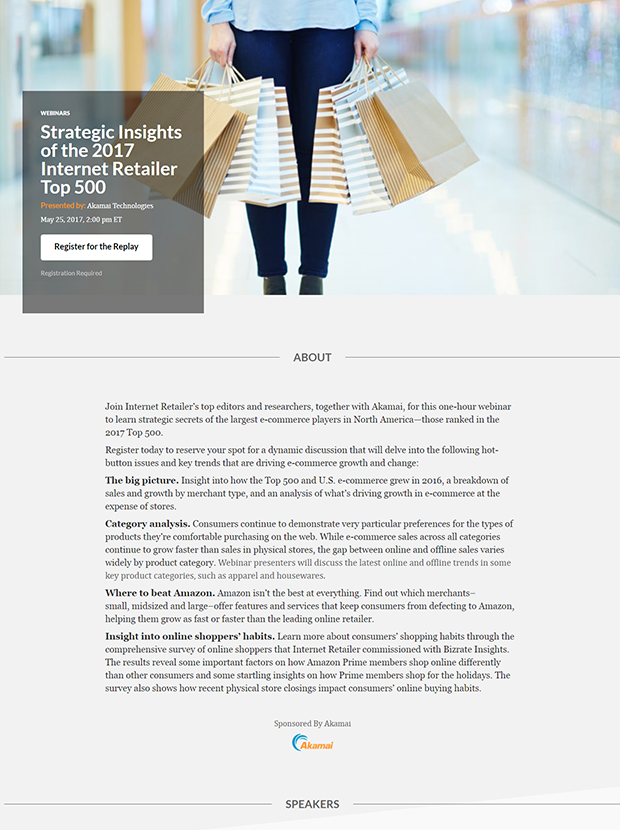 WEBINARS
Strategic Insights
of the 2017
Internet Retailer
Top 500
Presented by: Akamai Technologies
May 25, 2017, 2:00 pm ET
Register for the Replay
Registration Required
ABOUT
Join Internet Retailer's top editors and researchers, together with Akamai, for this one-hour webinar
to learn strategic secrets of the largest e-commerce players in North America—those ranked in the
2017 Top 500.
Register today to reserve your spot for a dynamic discussion that will delve into the following hot-
button issues and key trends that are driving e-commerce growth and change:
The big picture. Insight into how the Top 500 and U.S. e-commerce grew in 2016, a breakdown of
sales and growth by merchant type, and an analysis of what's driving growth in e-commerce at the
expense of stores.
Category analysis. Consumers continue to demonstrate very particular preferences for the types of
products they're comfortable purchasing on the web. While e-commerce sales across all categories
continue to grow faster than sales in physical stores, the gap between online and offline sales varies
widely by product category. Webinar presenters will discuss the latest online and offline trends in some
key product categories, such as apparel and housewares.
Where to beat Amazon. Amazon isn't the best at everything. Find out which merchants–
small, midsized and large–offer features and services that keep consumers from defecting to Amazon,
helping them grow as fast or faster than the leading online retailer.
Insight into online shoppers' habits. Learn more about consumers' shopping habits through the
comprehensive survey of online shoppers that Internet Retailer commissioned with Bizrate Insights.
The results reveal some important factors on how Amazon Prime members shop online differently
than other consumers and some startling insights on how Prime members shop for the holidays. The
survey also shows how recent physical store closings impact consumers' online buying habits.
Sponsored By Akamai
Akamai
SPEAKERS